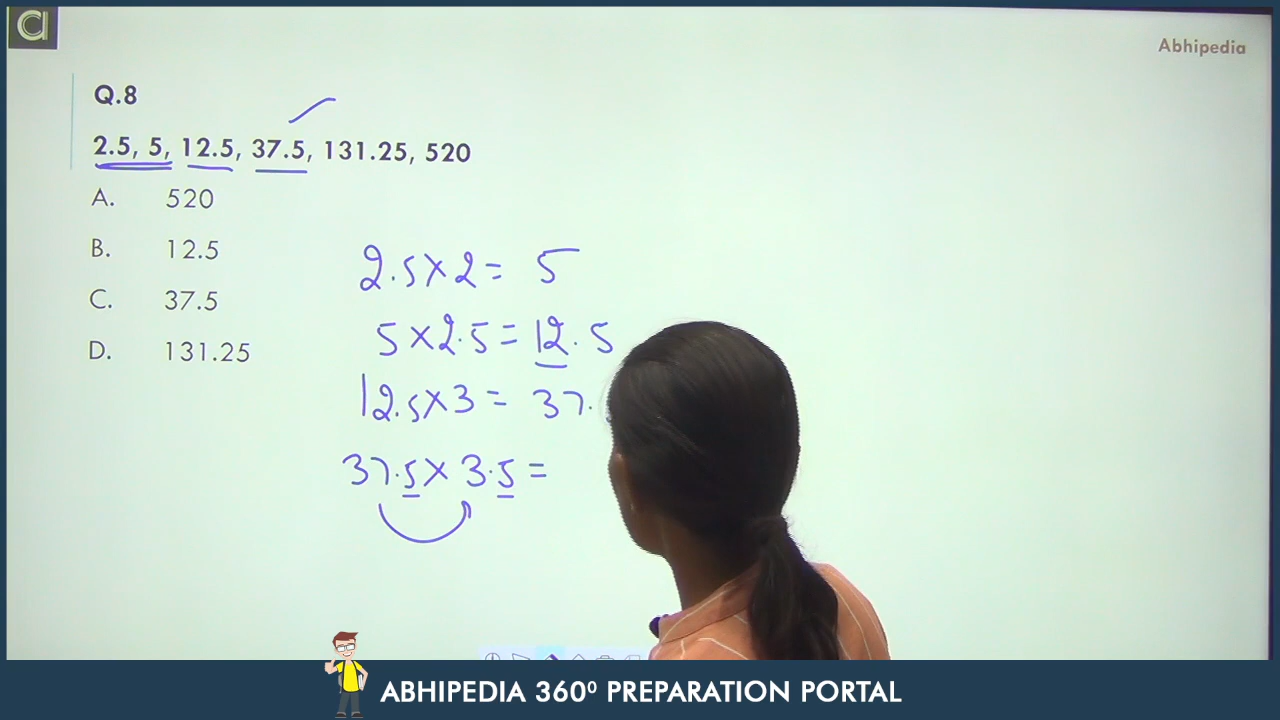 Abhipedia
Q.8
2.5, 5, 12.5, 37.5, 131.25, 520
A. 520
B. 12.5
C. 37.5
D. 131.25
2.5×2= 5
5×2.5=12.5
12.5×3= 37.
37.5×3.5=
ABHIPEDIA 360⁰ PREPARATION PORTAL